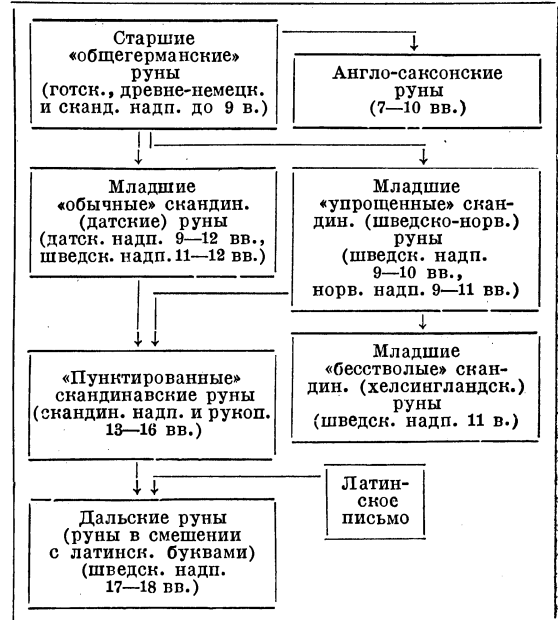 Старшие
«общегерманские»
руны
(готск., древне-немецк.
и сканд. надп. до 9 в.)
Англо-саксонские
руны
(7—10 вв.)
Младшие
«обычные» скандин.
(датские) руны
(датск. надп. 9—12 вв.,
шведск. надп. 11—12 вв.)
Младшие
«упрощенные» скан-
дин. (шведско-норв.)
руны
(шведск. надп.
9—10 вв.,
норв. надп. 9—11 вв.)
«Пунктированные»
скандинавские руны
(скандин. надп. и рукоп.
13—16 вв.)
Младшие
«бесстволые» скан-
дин. (хелсингландск.)
руны
(шведск. надп. 11 в.)
Латин-
ское
письмо
Дальские руны
(руны в смешении
с латинск. буквами)
(шведск. надп.
17—18 вв.)